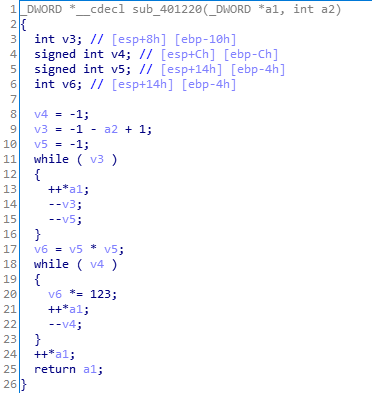 1 _DWORD *__cdecl sub_401220(_DWORD *a1, int a2)
2 {
3 int v3; // [esp+8h] [ebp-10h]
4 signed int v4; // [esp+Ch] [ebp-Ch]
5 signed int v5; // [esp+14h] [ebp-4h]
6 int v6; // [esp+14h] [ebp-4h]
7
8 v4 = -1;
9 v3 = -1 - a2 + 1;
10 v5 = -1;
11 while ( v3 )
12 {
13 ++*a1;
14 --v3;
15 --v5;
16 }
17 v6 = v5 * v5;
18 while ( v4 )
19 {
20 v6 *= 123;
21 ++*a1;
22 --v4;
23 }
24 ++*a1;
25 return a1;
26 }